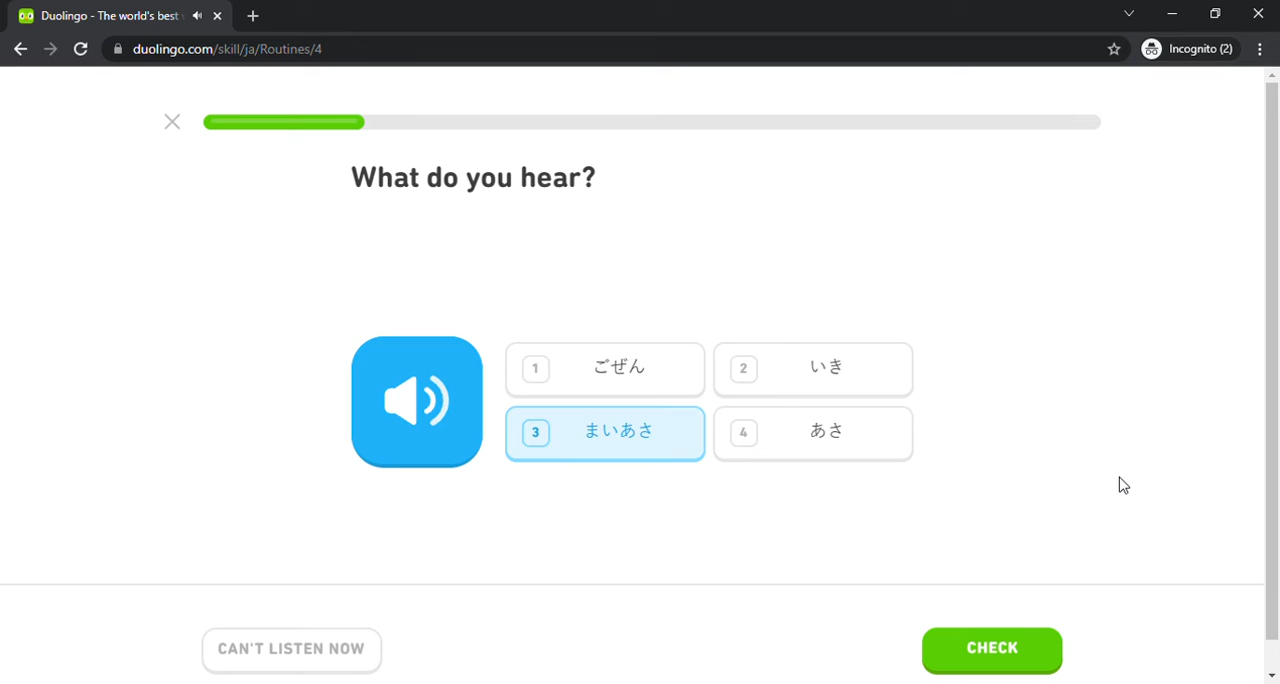 Duolingo - The world's best
duolingo.com/skill/ja/Routines/4
Incognito (2)
What do you hear?
1 ごぜん
2 いき
3 まいあさ
4 あさ
CAN'T LISTEN NOW
CHECK